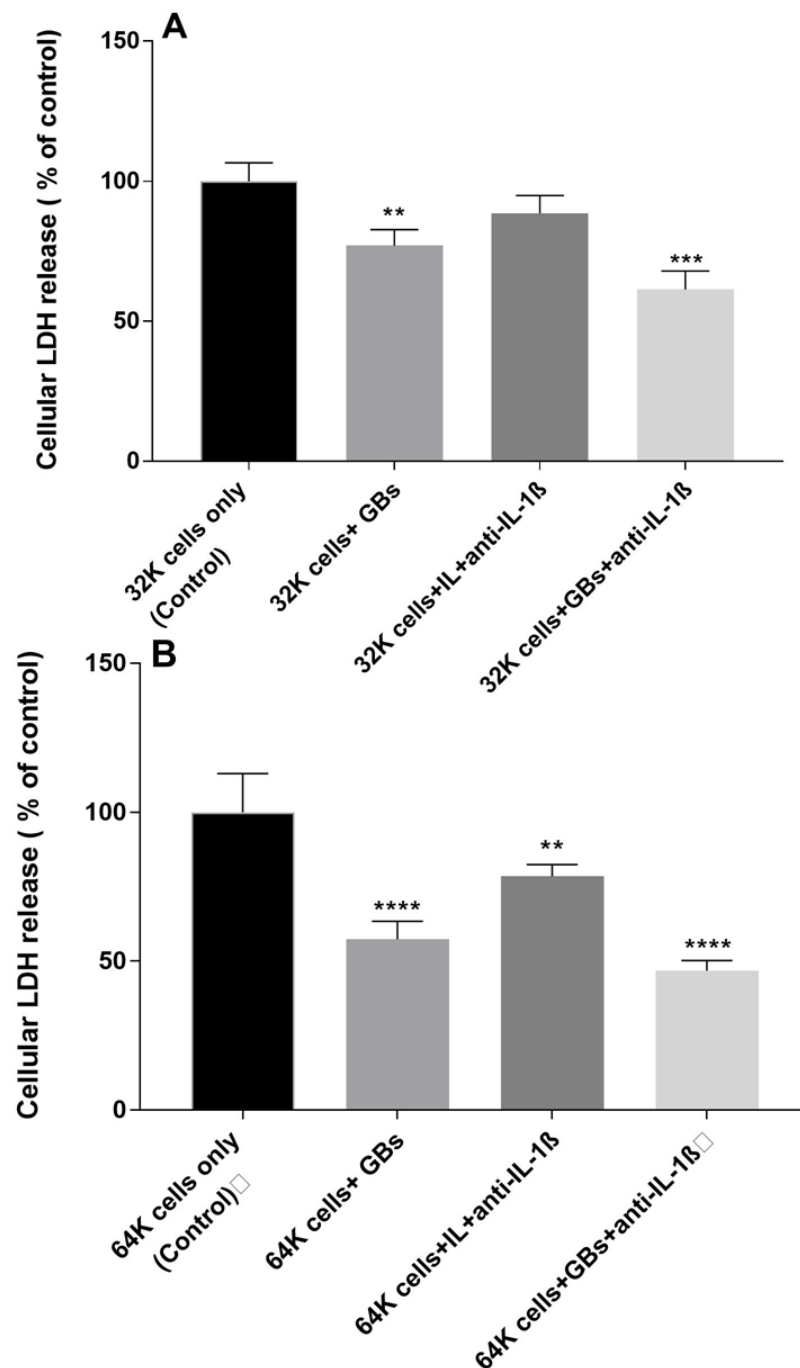 A
Cellular LDH release ( % of control)
150
100
50
0
**
***
32K cells only
(Control)
32K cells+ GBs
32K cells+IL+anti-IL-1ß
32K cells+GBs+anti-IL-1ß
B
Cellular LDH release ( % of control)
150
100
50
0
****
**
****
64K cells only
(Control)
64K cells+ GBs
64K cells+IL+anti-IL-1ß
64K cells+GBs+anti-IL-1ß